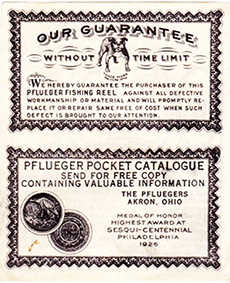 OUR GUARANTEE
WITHOUT TIME LIMIT
WE HEREBY GUARANTEE THE PURCHASER OF THIS
PFLUEGER FISHING REEL AGAINST ALL DEFECTIVE
WORKMANSHIP OR MATERIAL AND WILL PROMPTLY RE-
PLACE IT OR REPAIR SAME FREE OF COST WHEN SUCH
DEFECT IS BROUGHT TO OUR ATTENTION.
PFLUEGER POCKET CATALOGUE
SEND FOR FREE COPY
CONTAINING VALUABLE INFORMATION
THE PFLUEGERS
AKRON, OHIO
MEDAL OF HONOR
HIGHEST AWARD AT
SESQUI-CENTENNIAL
PHILADELPHIA
1926